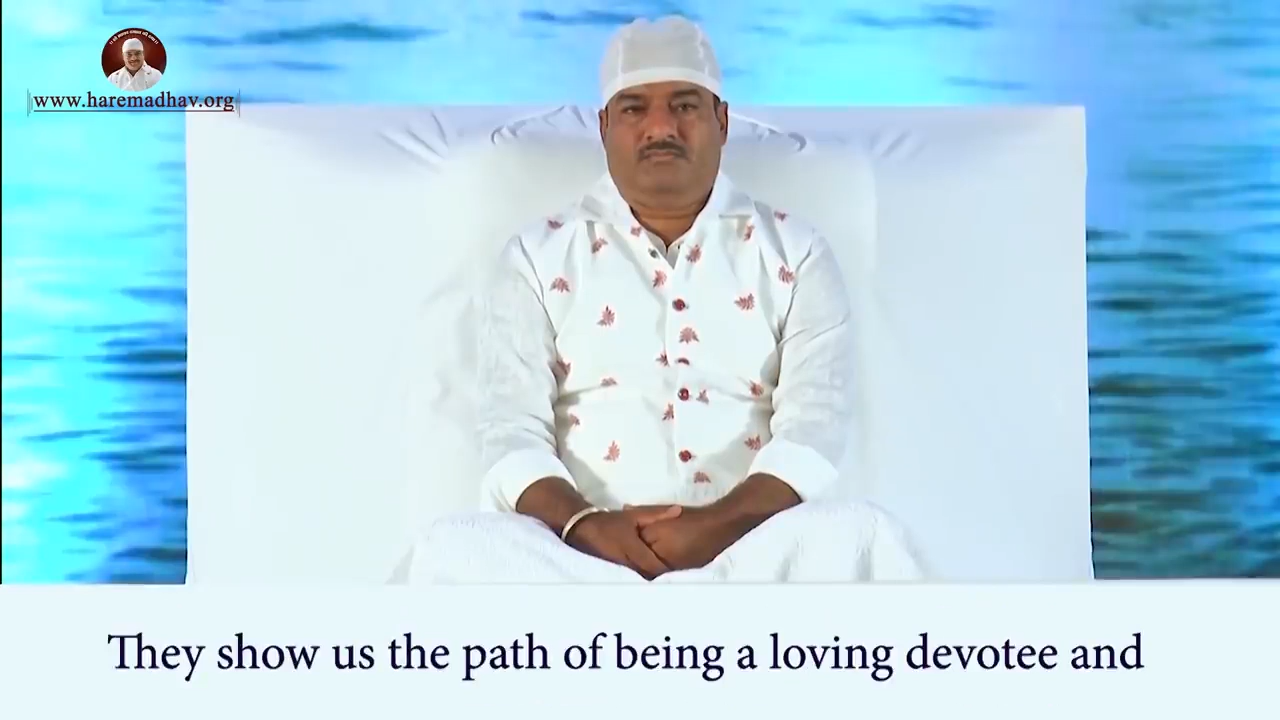 www.haremadhav.org
They show us the path of being a loving devotee and